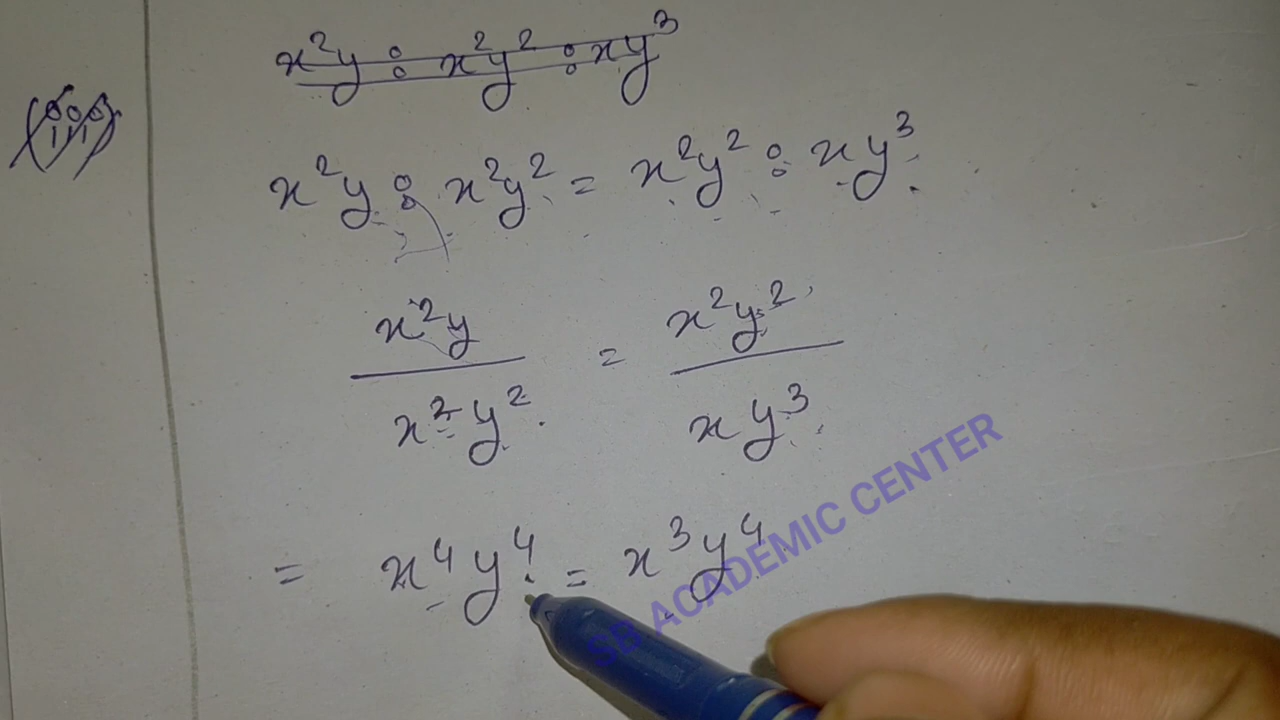 x²y : x²y² : xy³
x²y : x²y² = x²y² : xy³
x²y / x²y² = x²y² / xy³
= x⁴y⁴ = x³y⁴
SB ACADEMIC CENTER